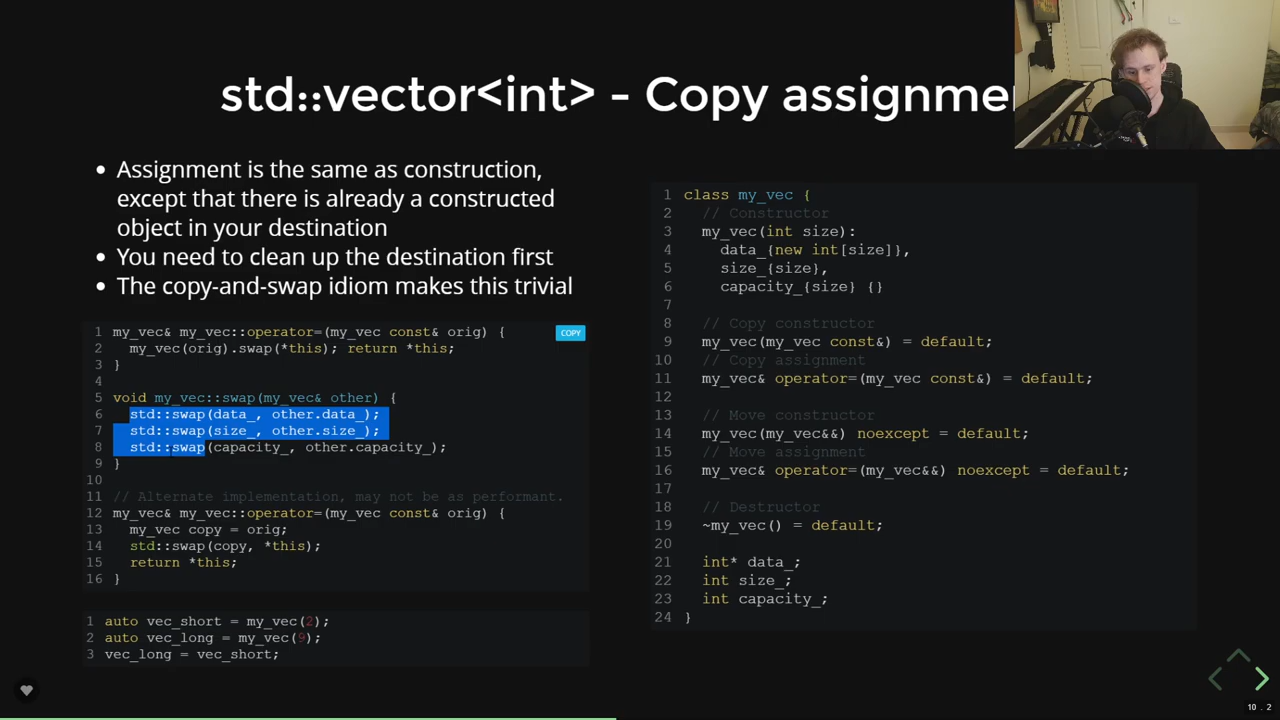 std::vector<int> - Copy assignmen
• Assignment is the same as construction,
except that there is already a constructed
object in your destination
• You need to clean up the destination first
• The copy-and-swap idiom makes this trivial
COPY
1 my_vec& my_vec::operator=(my_vec const& orig) {
2   my_vec(orig).swap(*this); return *this;
3 }
4
5 void my_vec::swap(my_vec& other) {
6   std::swap(data_, other.data_);
7   std::swap(size_, other.size_);
8   std::swap(capacity_, other.capacity_);
9 }
10
11 // Alternate implementation, may not be as performant.
12 my_vec& my_vec::operator=(my_vec const& orig) {
13   my_vec copy = orig;
14   std::swap(copy, *this);
15   return *this;
16 }
1 auto vec_short = my_vec(2);
2 auto vec_long = my_vec(9);
3 vec_long = vec_short;
1 class my_vec {
2   // Constructor
3   my_vec(int size):
4     data_{new int[size]},
5     size_{size},
6     capacity_{size} {}
7
8   // Copy constructor
9   my_vec(my_vec const&) = default;
10   // Copy assignment
11   my_vec& operator=(my_vec const&) = default;
12
13   // Move constructor
14   my_vec(my_vec&&) noexcept = default;
15   // Move assignment
16   my_vec& operator=(my_vec&&) noexcept = default;
17
18   // Destructor
19   ~my_vec() = default;
20
21   int* data_;
22   int size_;
23   int capacity_;
24 }
10.2